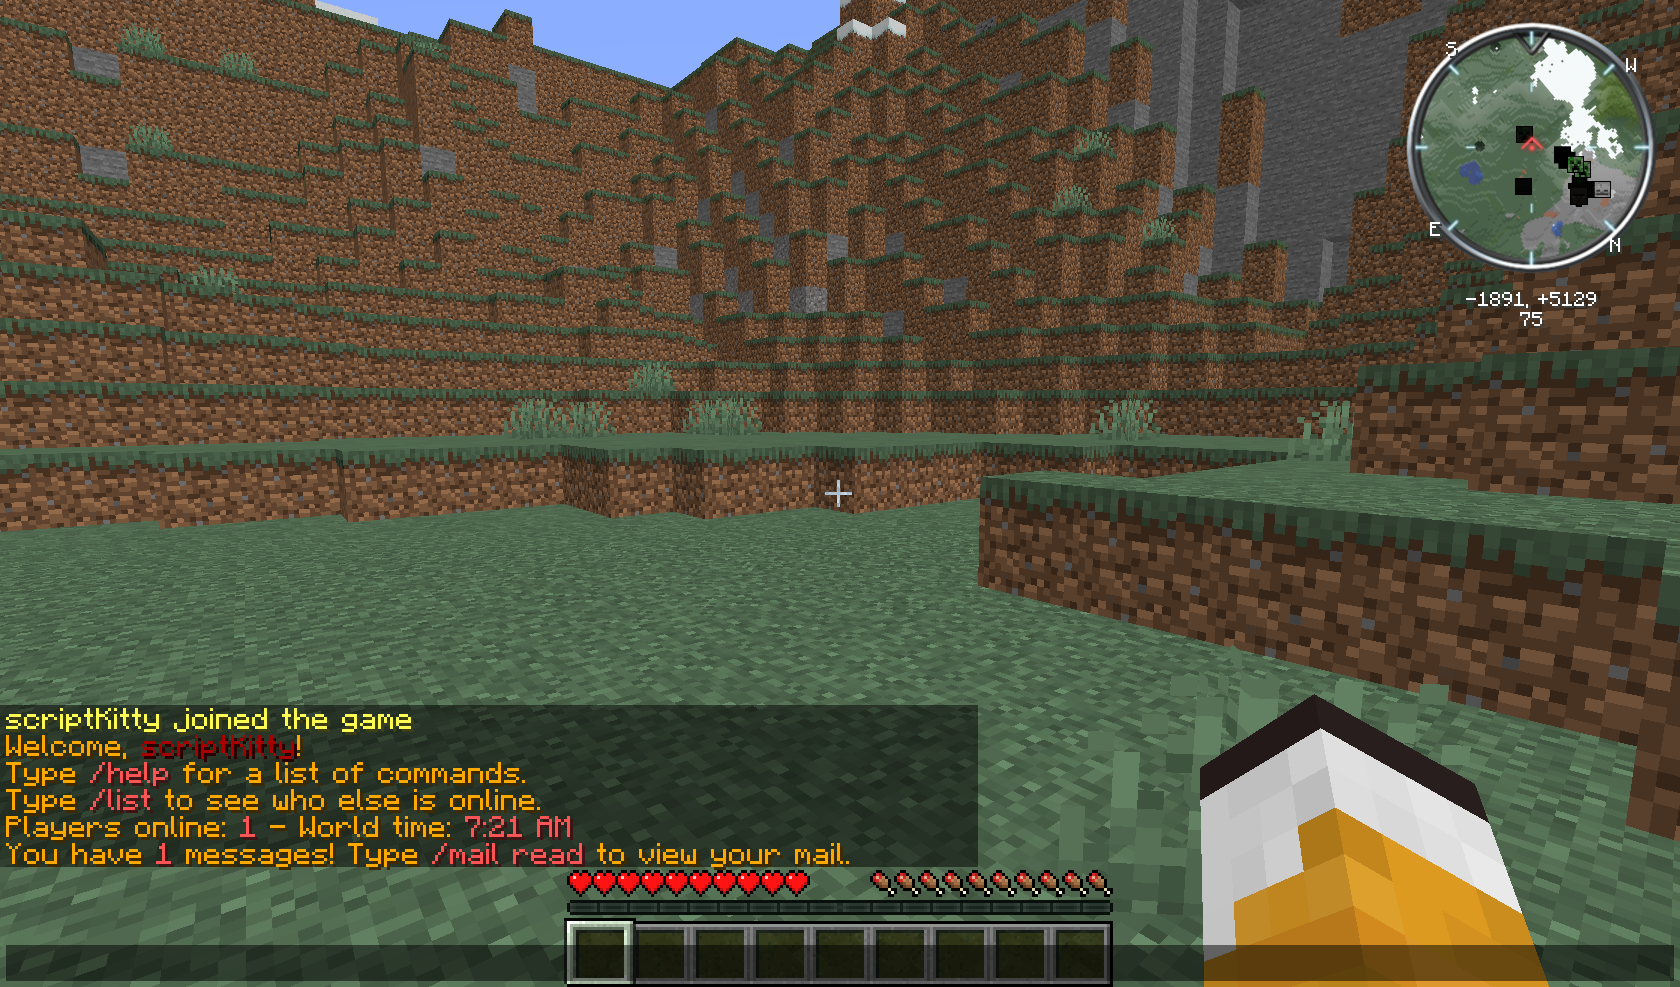 S
W
E
N
-1891, +5129
75
scriptKitty joined the game
Welcome, scriptKitty!
Type /help for a list of commands.
Type /list to see who else is online.
Players online: 1 - World time: 7:21 AM
You have 1 messages! Type /mail read to view your mail.